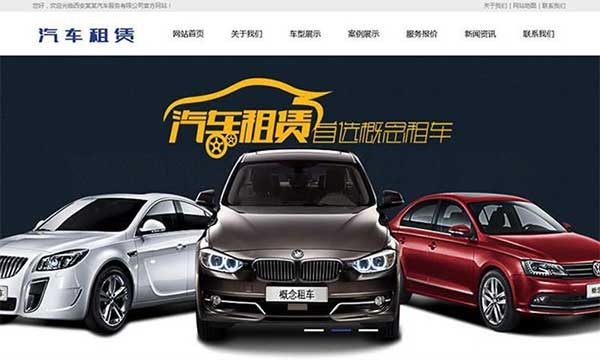 您好，欢迎光临西安某某汽车服务有限公司官方网站！
关于我们 | 网站地图 | 联系我们
汽车租赁
网站首页 关于我们 车型展示 案例展示 服务报价 新闻资讯 联系我们
汽车租赁 首选概念租车
概念租车
概念